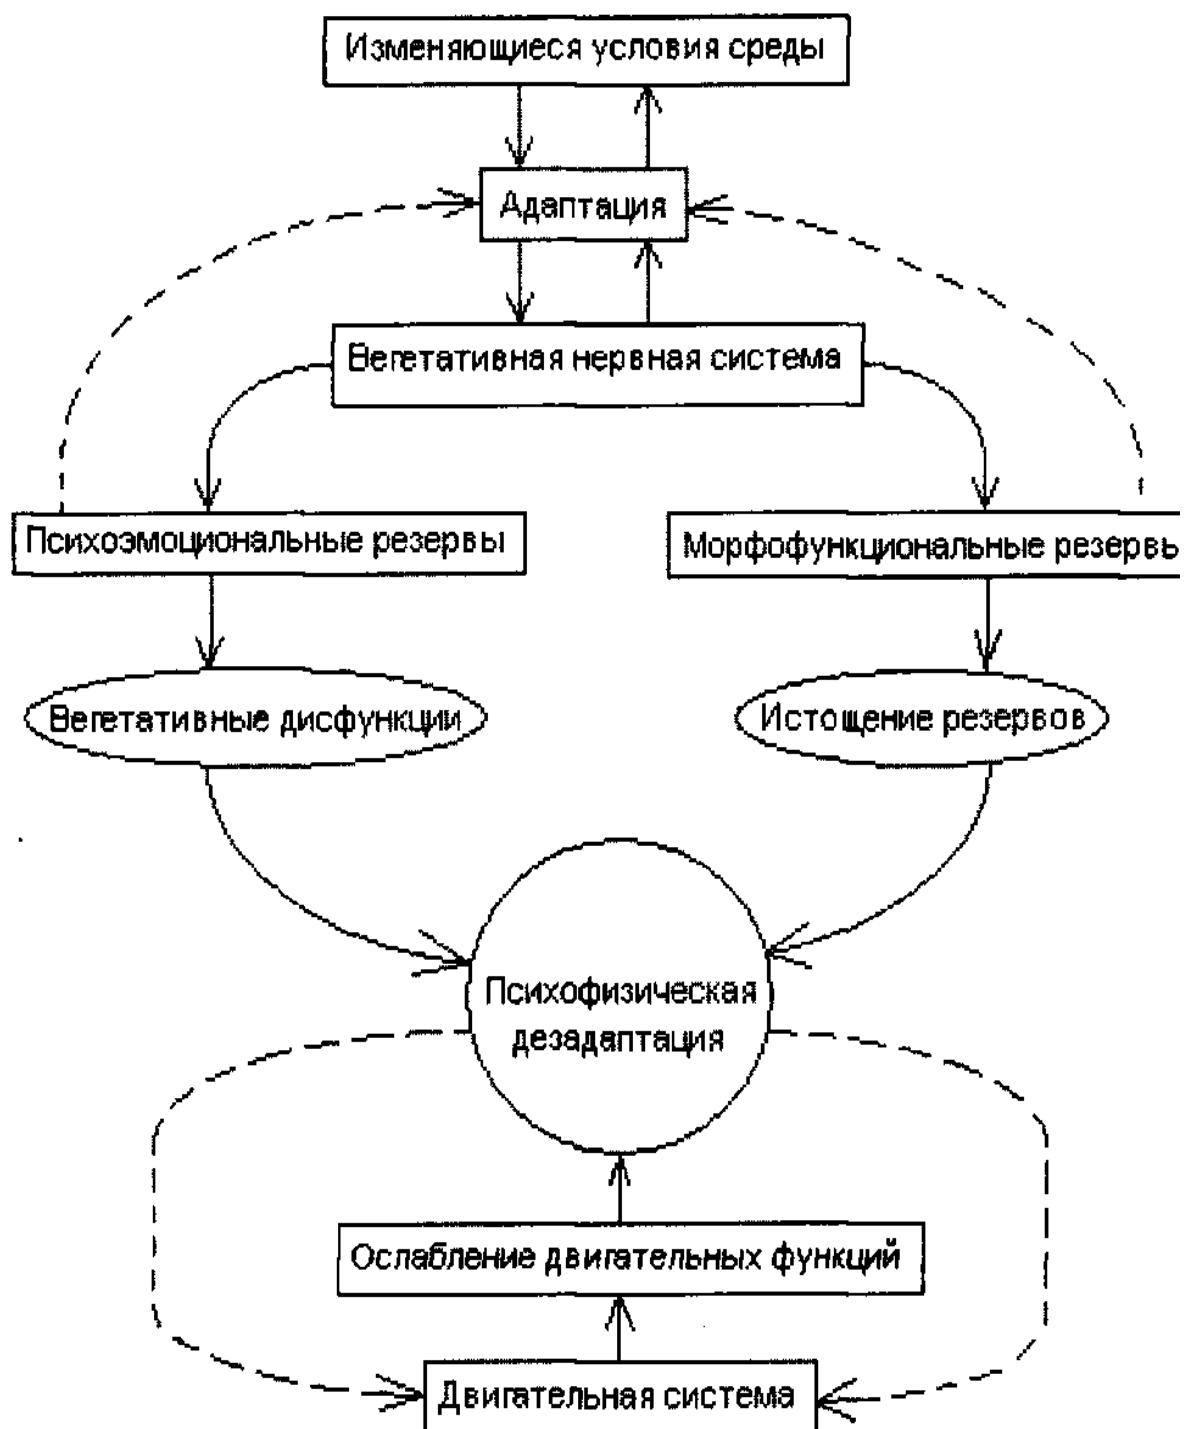 Изменяющиеся условия среды
Адаптация
Вегетативная нервная система
Психоэмоциональные резервы
Морфофункциональные резервы
Вегетативные дисфункции
Истощение резервов
Психофизическая
дезадаптация
Ослабление двигательных функций
Двигательная система